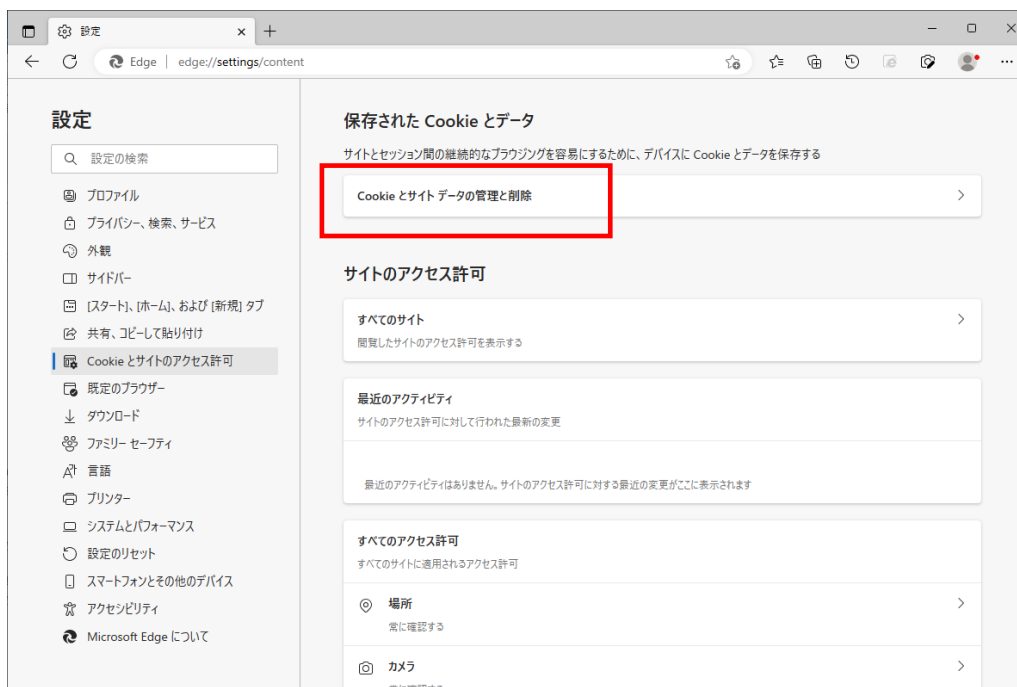 設定
Edge | edge://settings/content
設定
設定の検索
プロファイル
プライバシー、検索、サービス
外観
サイドバー
[スタート]、[ホーム]、および [新規] タブ
共有、コピーして貼り付け
Cookie とサイトのアクセス許可
既定のブラウザー
ダウンロード
ファミリー セーフティ
言語
プリンター
システムとパフォーマンス
設定のリセット
スマートフォンとその他のデバイス
アクセシビリティ
Microsoft Edge について
保存された Cookie とデータ
サイトとセッション間の継続的なブラウジングを容易にするために、デバイスに Cookie とデータを保存する
Cookie とサイト データの管理と削除
サイトのアクセス許可
すべてのサイト
閲覧したサイトのアクセス許可を表示する
最近のアクティビティ
サイトのアクセス許可に対して行われた最新の変更
最近のアクティビティはありません。サイトのアクセス許可に対する最近の変更がここに表示されます
すべてのアクセス許可
すべてのサイトに適用されるアクセス許可
場所
常に確認する
カメラ